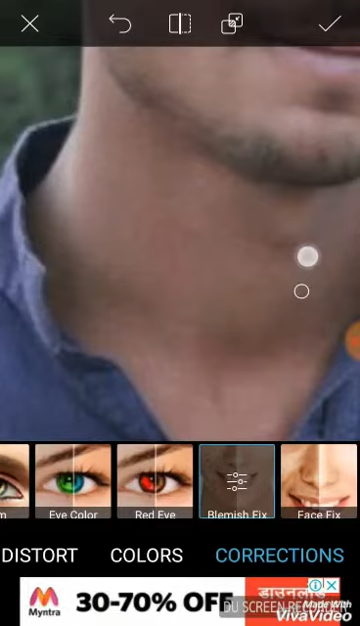 Eye Color
Red Eye
Blemish Fix
Face Fix
DISTORT
COLORS
CORRECTIONS
Myntra
30-70% OFF
डाउनलोड
DU SCREEN RECORDER
Made With
VivaVideo